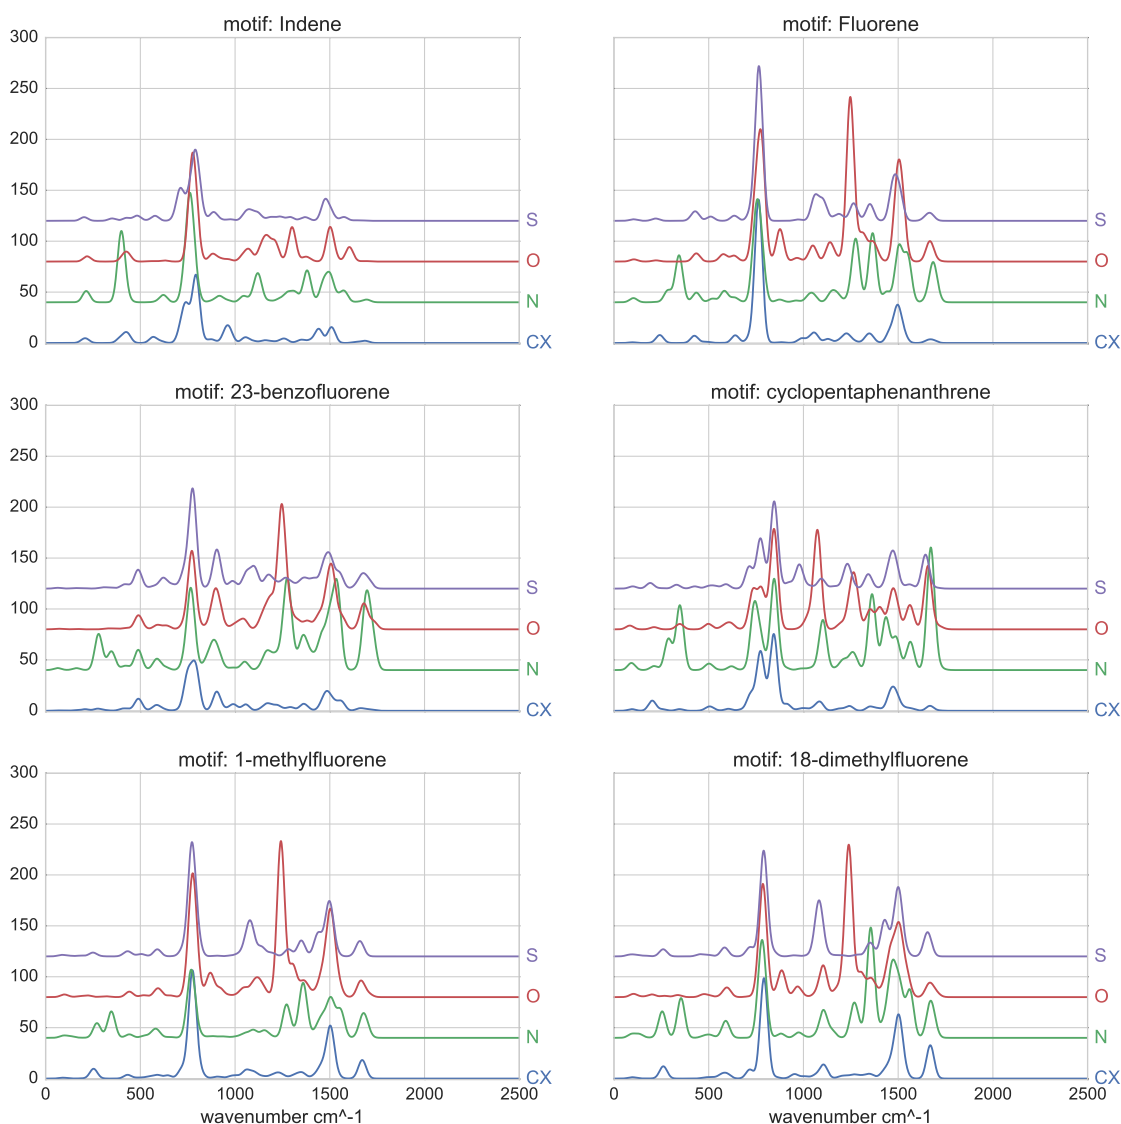 motif: Indene
motif: Fluorene
300
250
200
150
100
50
0
S
O
N
CX
S
O
N
CX
motif: 23-benzofluorene
motif: cyclopentaphenanthrene
300
250
200
150
100
50
0
S
O
N
CX
S
O
N
CX
motif: 1-methylfluorene
motif: 18-dimethylfluorene
300
250
200
150
100
50
0
S
O
N
CX
S
O
N
CX
0 500 1000 1500 2000 2500
0 500 1000 1500 2000 2500
wavenumber cm^-1
wavenumber cm^-1